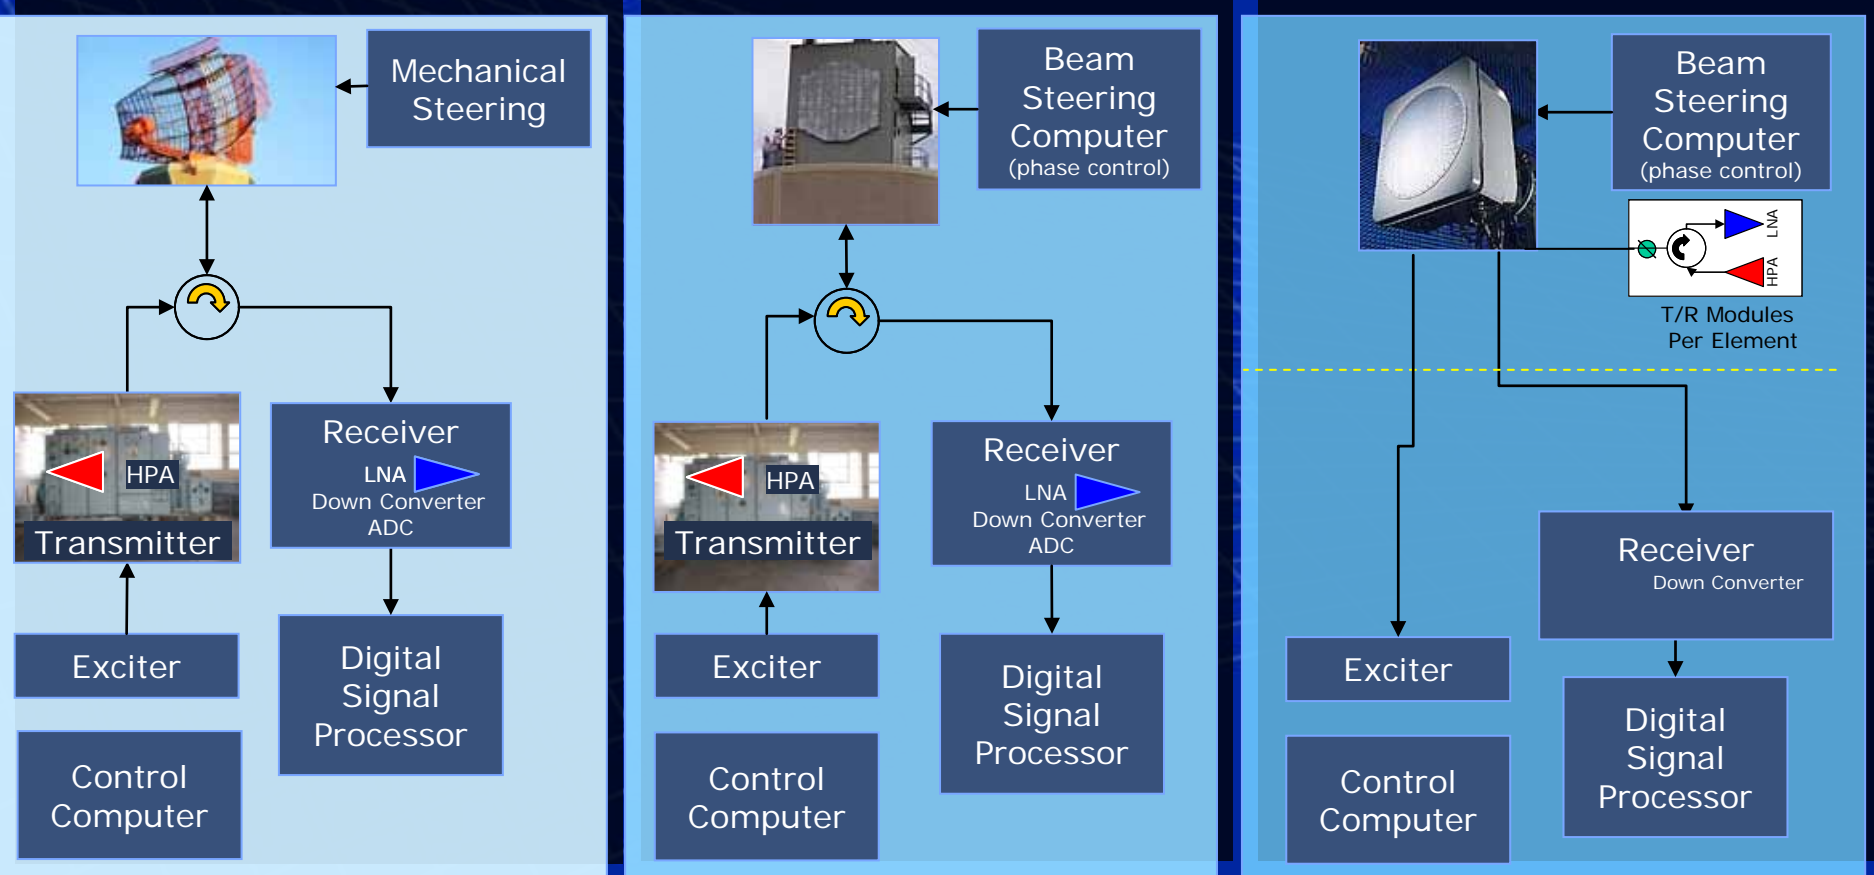 Mechanical
Steering
HPA
Transmitter
Receiver
LNA
Down Converter
ADC
Exciter
Digital
Signal
Processor
Control
Computer
Beam
Steering
Computer
(phase control)
HPA
Transmitter
Receiver
LNA
Down Converter
ADC
Exciter
Digital
Signal
Processor
Control
Computer
Beam
Steering
Computer
(phase control)
LNA
HPA
T/R Modules
Per Element
Receiver
Down Converter
Exciter
Digital
Signal
Processor
Control
Computer